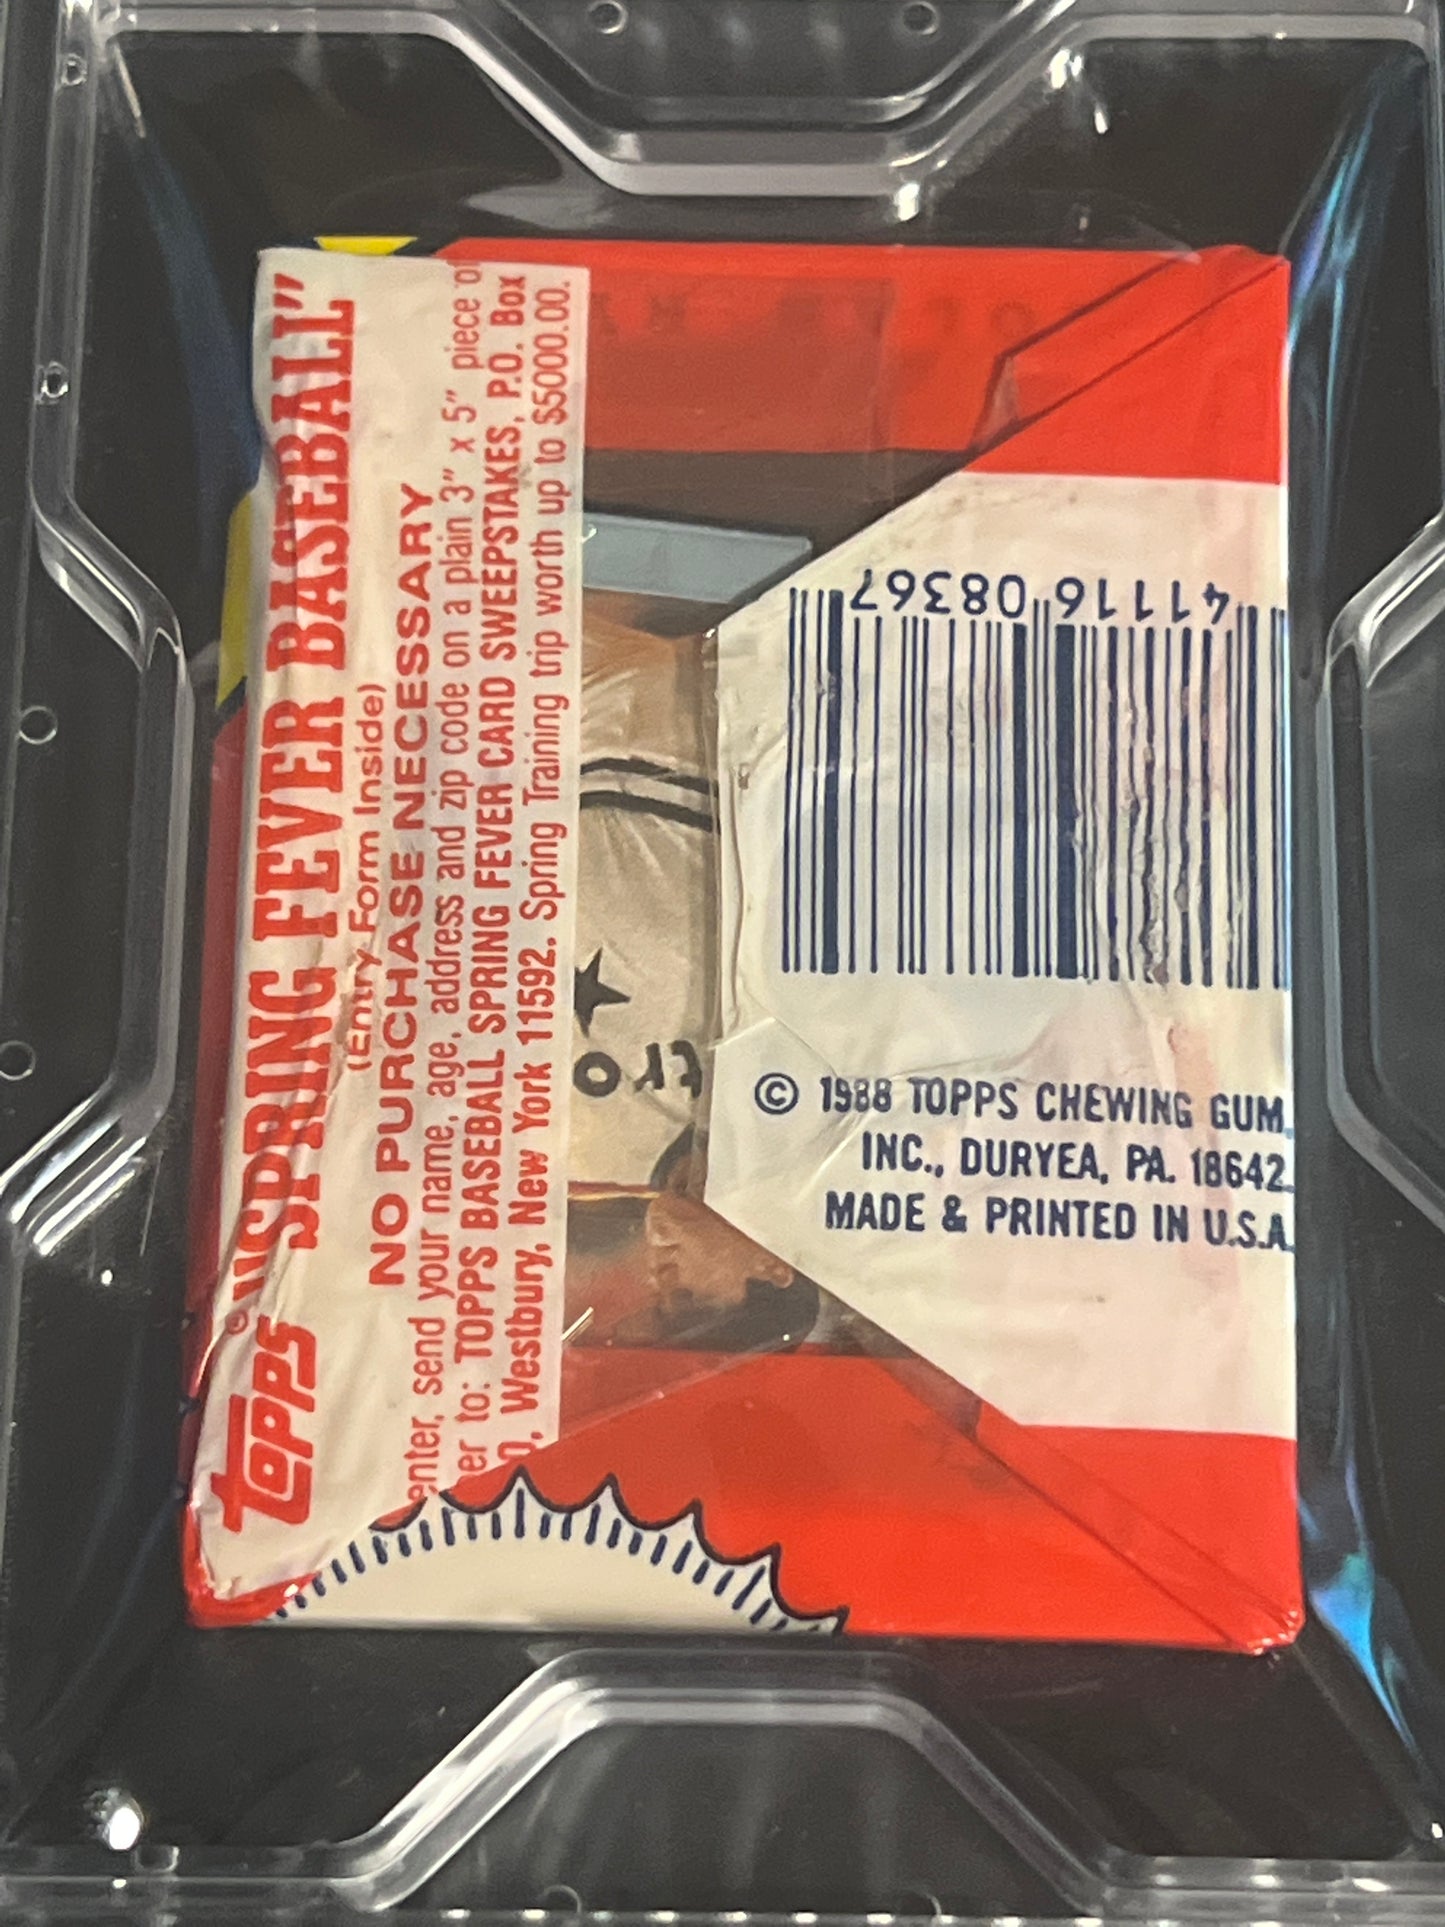 Topps® "SPRING FEVER BASEBALL"
(Entry Form Inside)
NO PURCHASE NECESSARY
enter, send your name, age, address and zip code on a plain 3" x 5" piece of
er to: TOPPS BASEBALL SPRING FEVER CARD SWEEPSTAKES, P.O. Box
, Westbury, New York 11592. Spring Training trip worth up to $5000.00.
41116 08367
© 1988 TOPPS CHEWING GUM,
INC., DURYEA, PA. 18642
MADE & PRINTED IN U.S.A.
tro